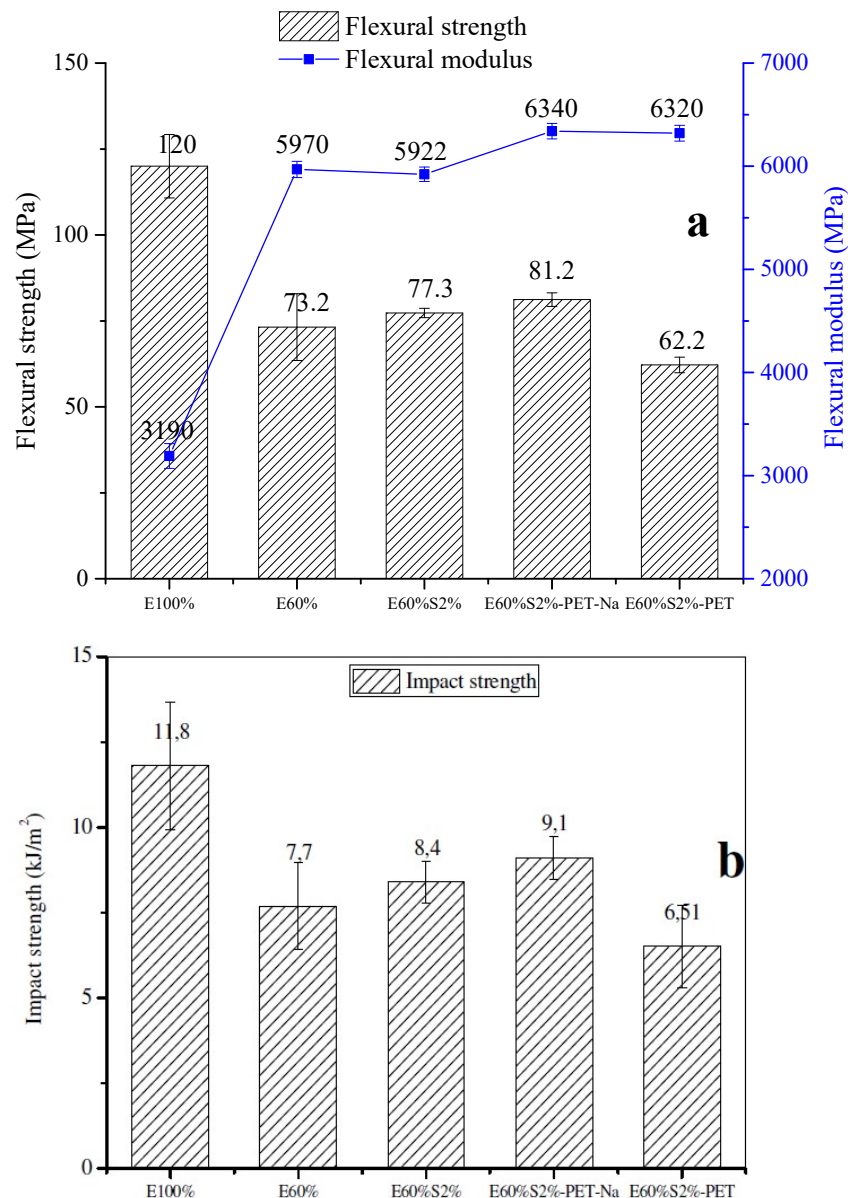 Flexural strength
Flexural modulus
150
100
50
0
Flexural strength (MPa)
7000
6000
5000
4000
3000
2000
Flexural modulus (MPa)
120
5970
5922
6340
6320
a
73.2
77.3
81.2
62.2
3190
E100%
E60%
E60%S2%
E60%S2%-PET-Na
E60%S2%-PET
15
10
5
0
Impact strength (kJ/m²)
Impact strength
11,8
7,7
8,4
9,1
b
6,51
E100%
E60%
E60%S2%
E60%S2%-PET-Na
E60%S2%-PET